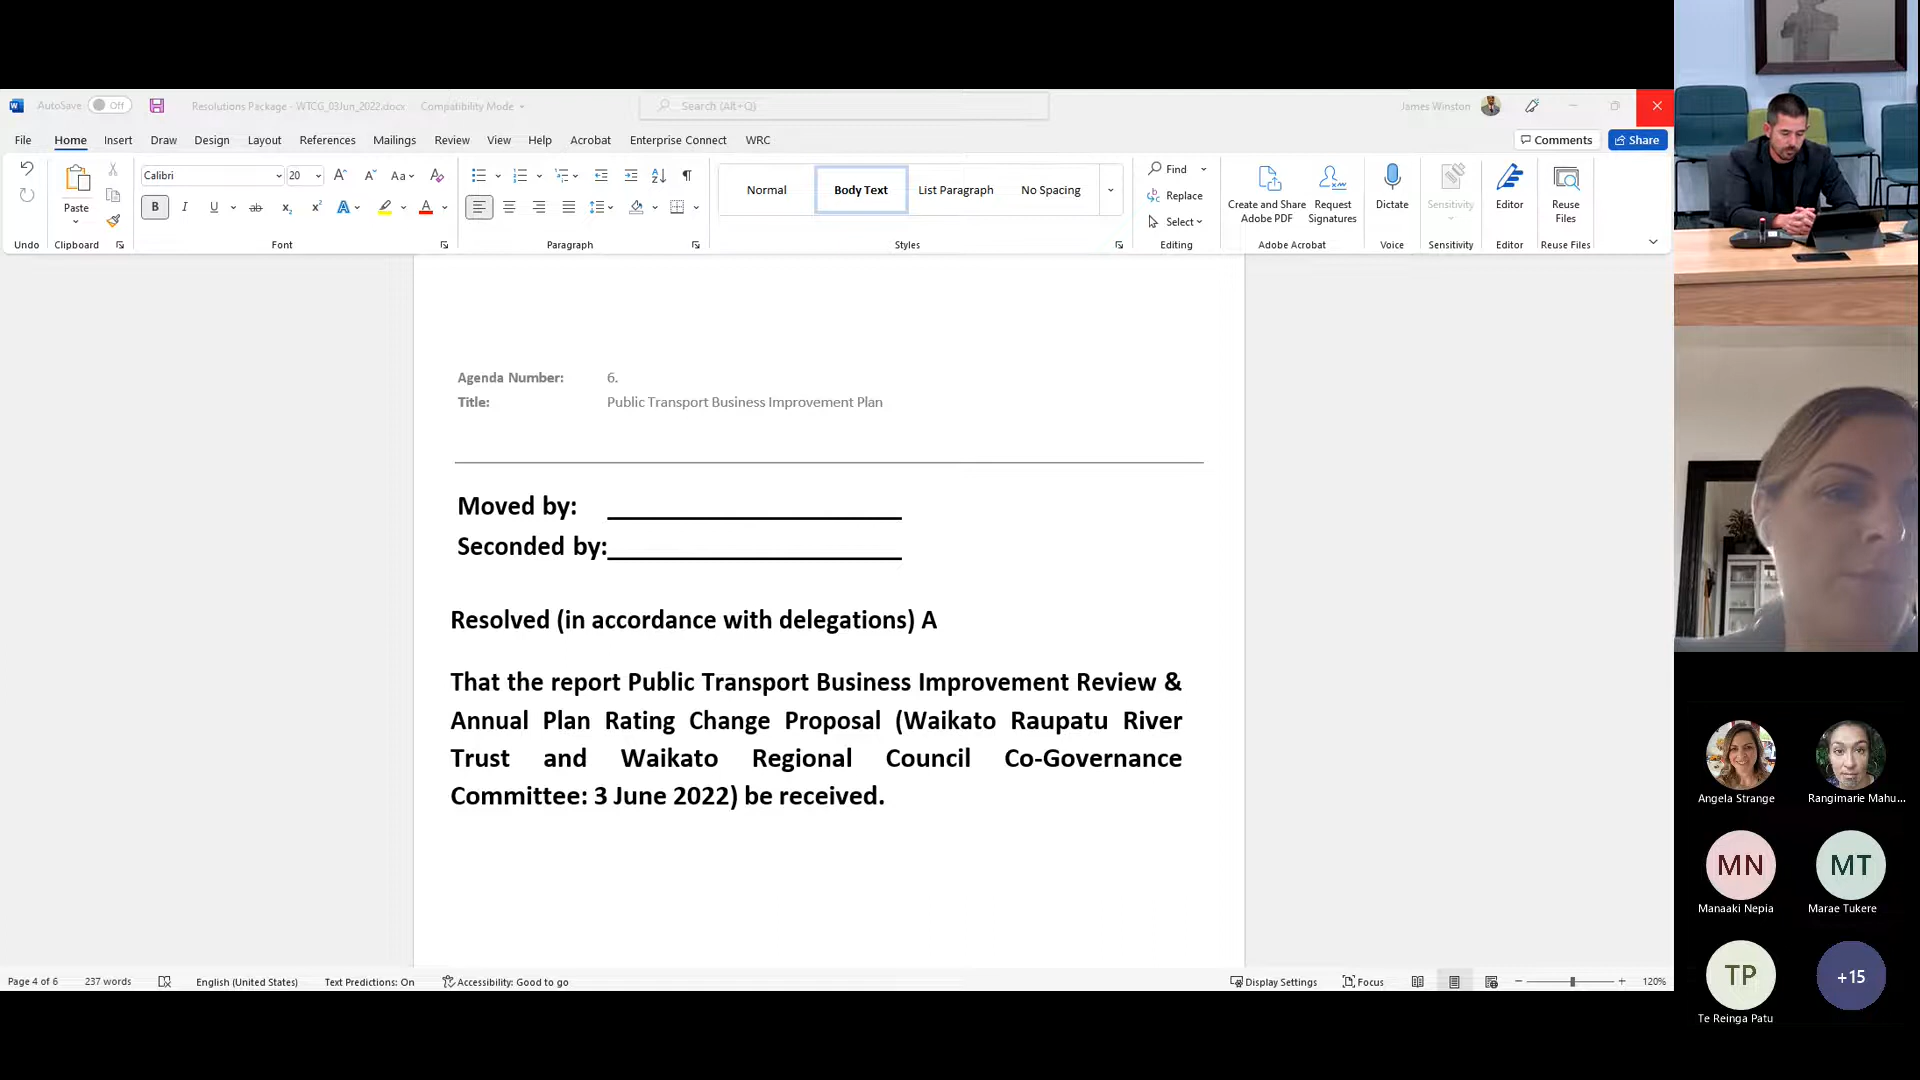 AutoSave Off Resolutions Package - WTCG_03Jun_2022.docx Compatibility Mode Search (Alt+Q) James Winston
File Home Insert Draw Design Layout References Mailings Review View Help Acrobat Enterprise Connect WRC Comments Share
Calibri 20 Aa
Paste
Normal Body Text List Paragraph No Spacing
Find
Replace
Select
Create and Share Adobe PDF
Request Signatures
Dictate
Sensitivity
Editor
Reuse Files
Undo Clipboard Font Paragraph Styles Editing Adobe Acrobat Voice Sensitivity Editor Reuse Files
Agenda Number: 6.
Title: Public Transport Business Improvement Plan
Moved by:
Seconded by:
Resolved (in accordance with delegations) A
That the report Public Transport Business Improvement Review &
Annual Plan Rating Change Proposal (Waikato Raupatu River
Trust and Waikato Regional Council Co-Governance
Committee: 3 June 2022) be received.
Page 4 of 6 237 words English (United States) Text Predictions: On Accessibility: Good to go Display Settings Focus 120%
Angela Strange Rangimarie Mahu...
MN MT
Manaaki Nepia Marae Tukere
TP +15
Te Reinga Patu